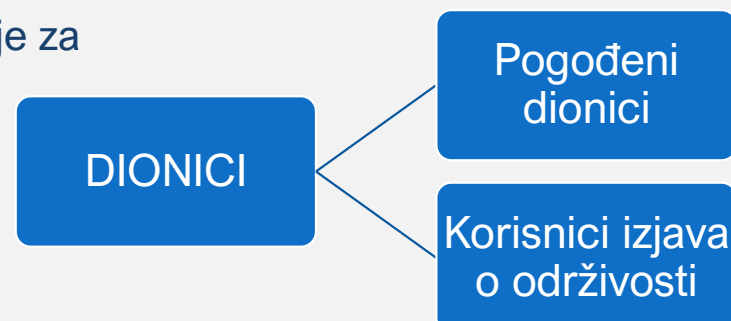 je za
DIONICI
Pogođeni
dionici
Korisnici izjava
o održivosti